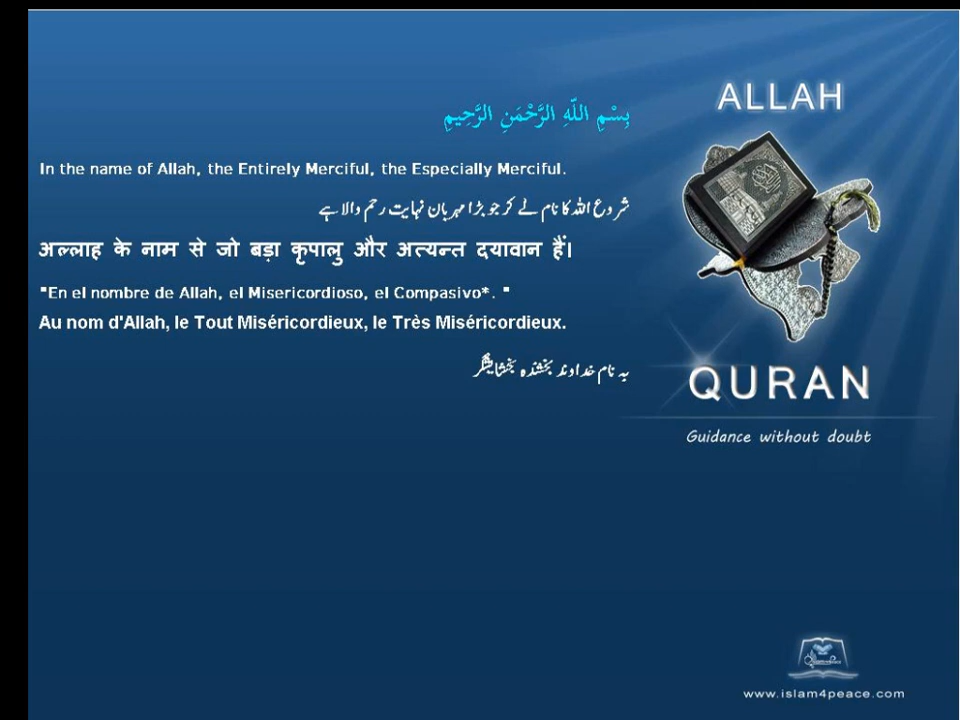 بِسْمِ اللّهِ الرَّحْمَنِ الرَّحِيمِ
In the name of Allah, the Entirely Merciful, the Especially Merciful.
شروع الله کا نام لے کر جو بڑا مہربان نہایت رحم والا ہے
अल्लाह के नाम से जो बड़ा कृपालु और अत्यन्त दयावान हैं।
"En el nombre de Allah, el Misericordioso, el Compasivo*. "
Au nom d'Allah, le Tout Miséricordieux, le Très Miséricordieux.
به نام خداوند بخشنده بخشایشگر
ALLAH
QURAN
Guidance without doubt
www.islam4peace.com